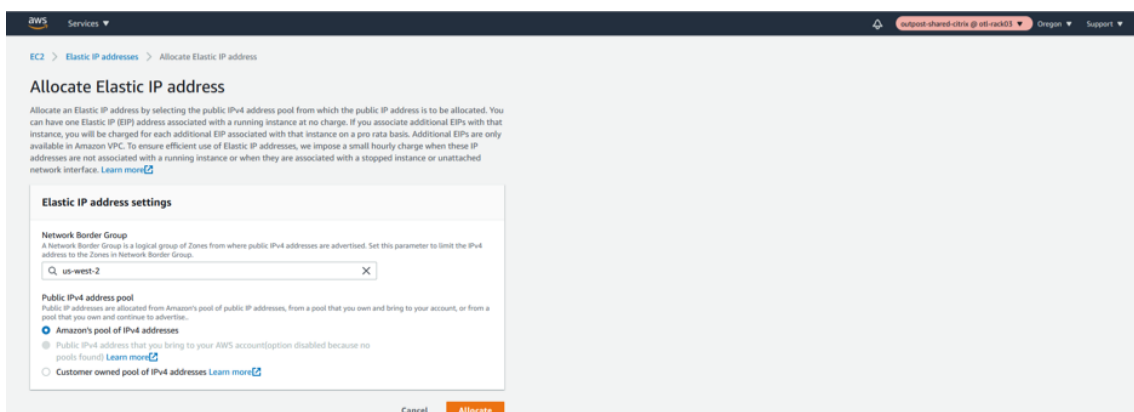 aws Services ▼ outpost-shared-citrix @ otl-rack03 ▼ Oregon ▼ Support ▼
EC2 > Elastic IP addresses > Allocate Elastic IP address
Allocate Elastic IP address
Allocate an Elastic IP address by selecting the public IPv4 address pool from which the public IP address is to be allocated. You
can have one Elastic IP (EIP) address associated with a running instance at no charge. If you associate additional EIPs with that
instance, you will be charged for each additional EIP associated with that instance on a pro rata basis. Additional EIPs are only
available in Amazon VPC. To ensure efficient use of Elastic IP addresses, we impose a small hourly charge when these IP
addresses are not associated with a running instance or when they are associated with a stopped instance or unattached
network interface. Learn more
Elastic IP address settings
Network Border Group
A Network Border Group is a logical group of Zones from where public IPv4 addresses are advertised. Set this parameter to limit the IPv4
address to the Zones in Network Border Group.
us-west-2
Public IPv4 address pool
Public IP addresses are allocated from Amazon's pool of public IP addresses, from a pool that you own and bring to your account, or from a
pool that you own and continue to advertise..
Amazon's pool of IPv4 addresses
Public IPv4 address that you bring to your AWS account(option disabled because no
pools found) Learn more
Customer owned pool of IPv4 addresses Learn more
Cancel Allocate